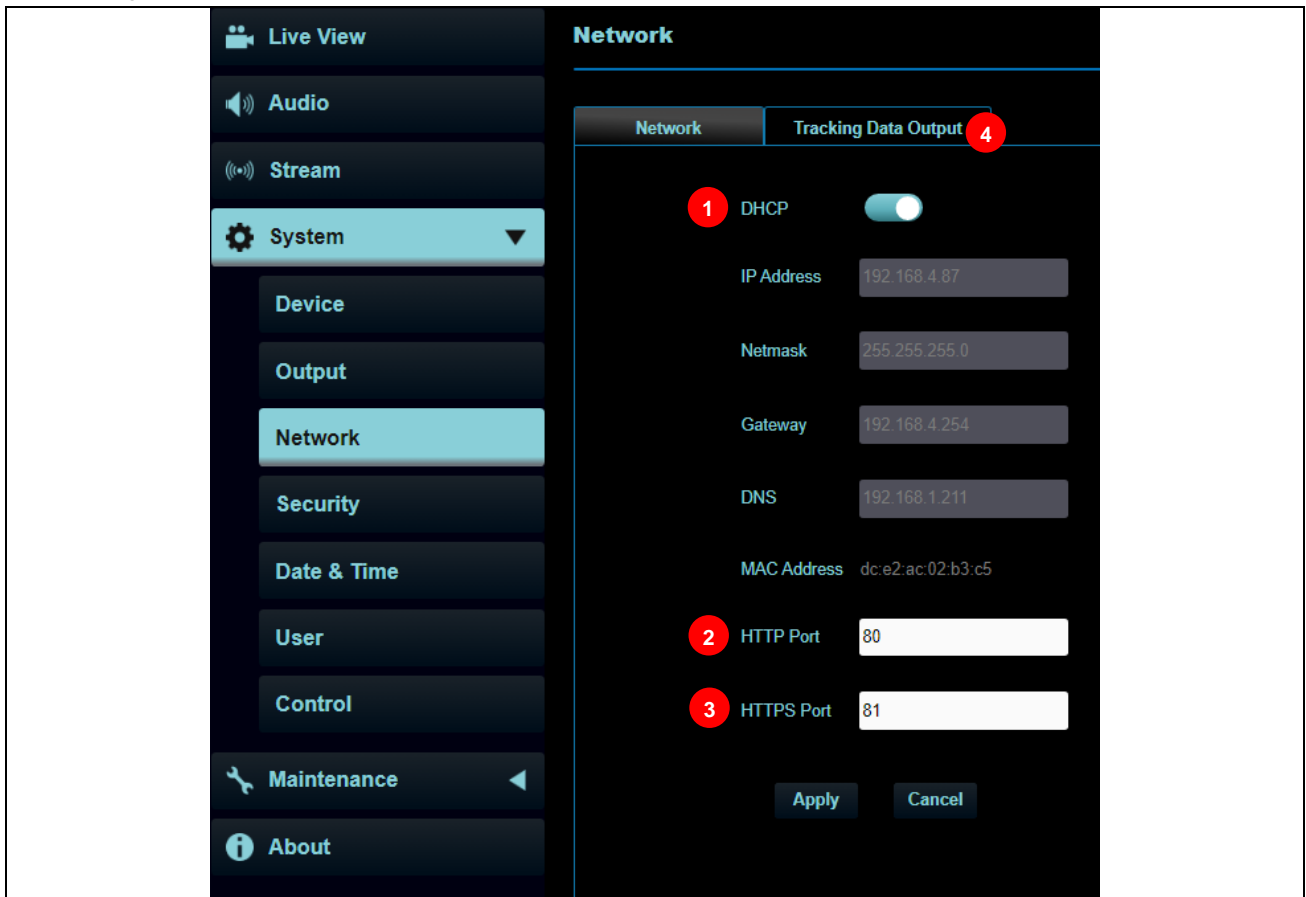 Live View
Audio
Stream
System
Device
Output
Network
Security
Date & Time
User
Control
Maintenance
About
Network
Network
Tracking Data Output 4
1 DHCP
IP Address 192.168.4.87
Netmask 255.255.255.0
Gateway 192.168.4.254
DNS 192.168.1.211
MAC Address dc:e2:ac:02:b3:c5
2 HTTP Port 80
3 HTTPS Port 81
Apply Cancel